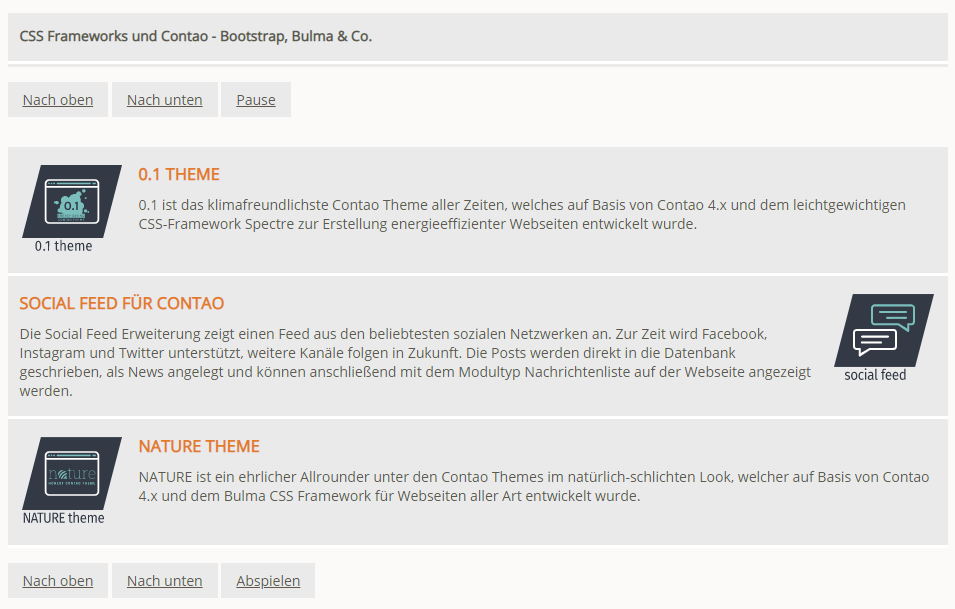 CSS Frameworks und Contao - Bootstrap, Bulma & Co.
Nach oben Nach unten Pause
0.1
0.1 theme
0.1 THEME
0.1 ist das klimafreundlichste Contao Theme aller Zeiten, welches auf Basis von Contao 4.x und dem leichtgewichtigen
CSS-Framework Spectre zur Erstellung energieeffizienter Webseiten entwickelt wurde.
SOCIAL FEED FÜR CONTAO
Die Social Feed Erweiterung zeigt einen Feed aus den beliebtesten sozialen Netzwerken an. Zur Zeit wird Facebook,
Instagram und Twitter unterstützt, weitere Kanäle folgen in Zukunft. Die Posts werden direkt in die Datenbank
geschrieben, als News angelegt und können anschließend mit dem Modultyp Nachrichtenliste auf der Webseite angezeigt
werden.
social feed
nature
NATURE theme
NATURE THEME
NATURE ist ein ehrlicher Allrounder unter den Contao Themes im natürlich-schlichten Look, welcher auf Basis von Contao
4.x und dem Bulma CSS Framework für Webseiten aller Art entwickelt wurde.
Nach oben Nach unten Abspielen